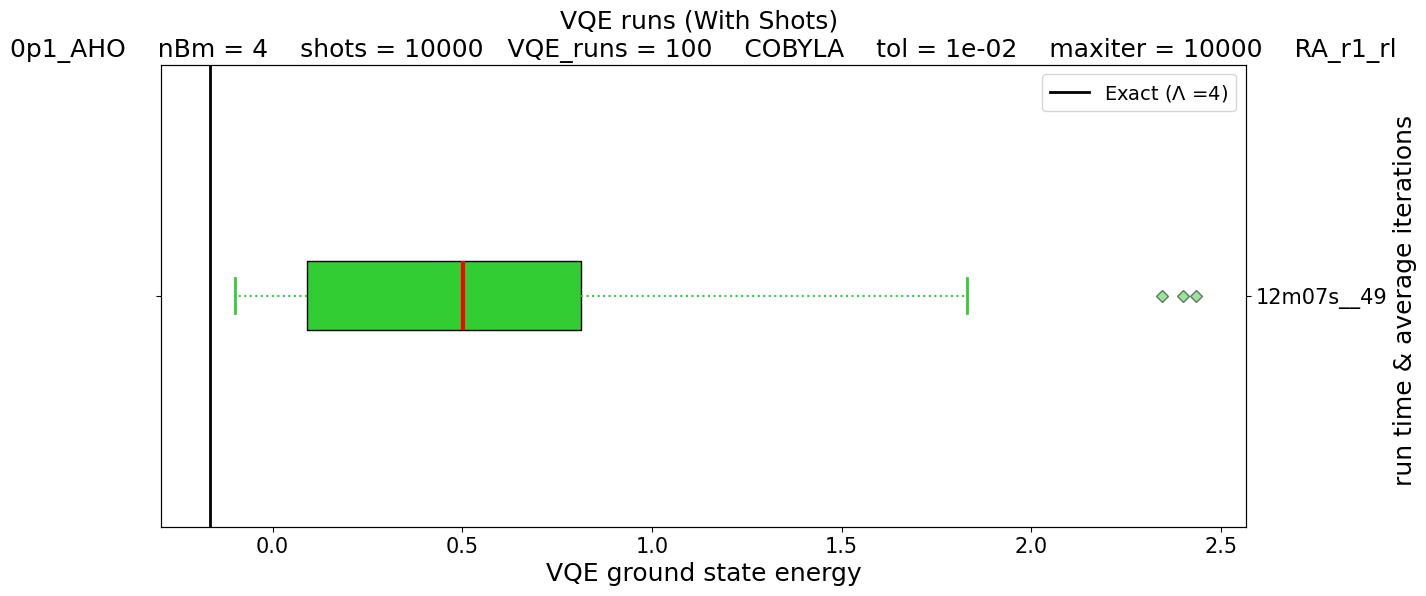 VQE runs (With Shots)
0p1_AHO nBm = 4 shots = 10000 VQE_runs = 100 COBYLA tol = 1e-02 maxiter = 10000 RA_r1_rl
Exact (Λ =4)
12m07s__49
run time & average iterations
0.0 0.5 1.0 1.5 2.0 2.5
VQE ground state energy